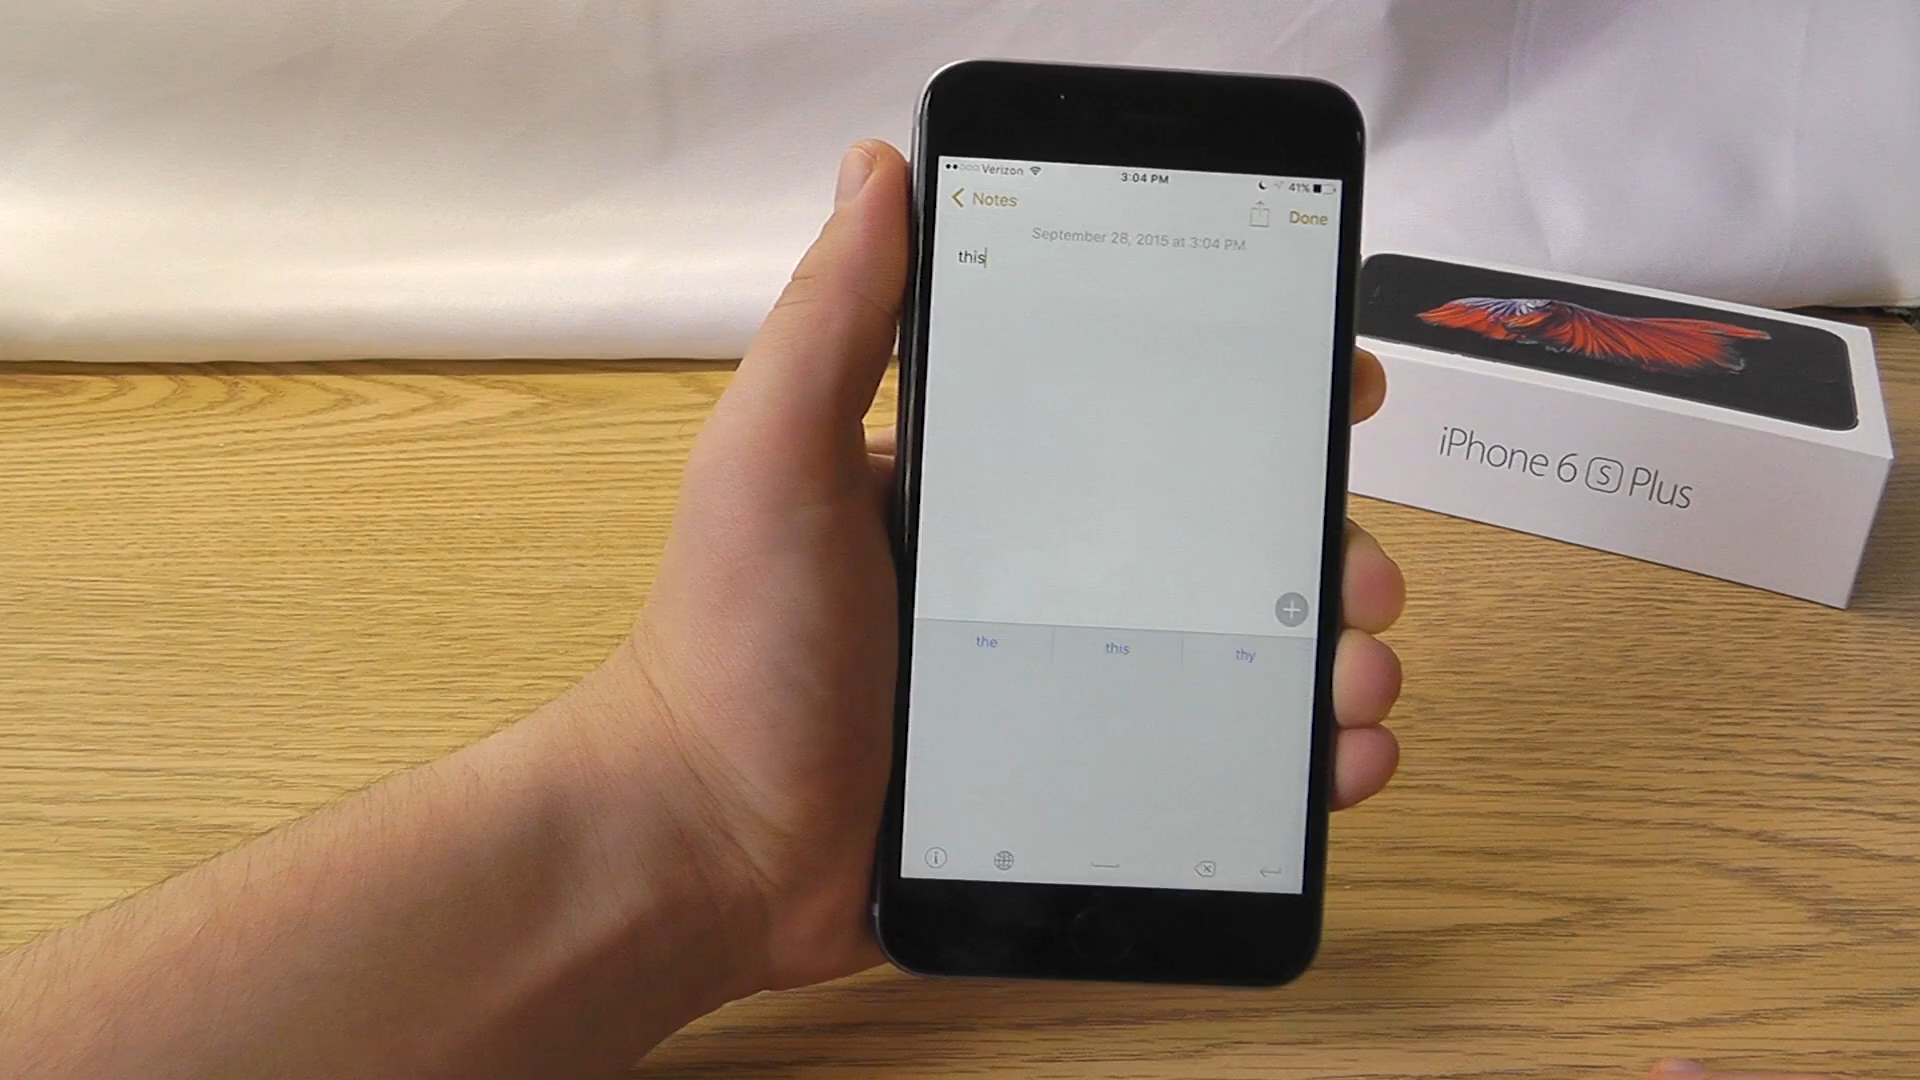 Verizon 3:04 PM 41%
Notes Done
September 28, 2015 at 3:04 PM
this
the this thy
iPhone 6 S Plus